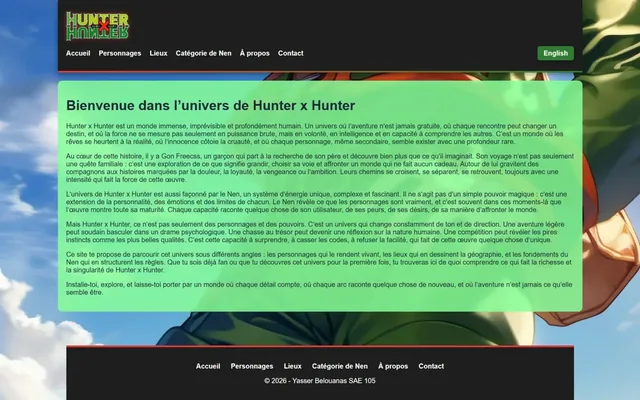 HUNTER
HUNTER
Accueil Personnages Lieux Catégorie de Nen À propos Contact English
Bienvenue dans l'univers de Hunter x Hunter
Hunter x Hunter est un monde immense, imprévisible et profondément humain. Un univers où l'aventure n'est jamais gratuite, où chaque rencontre peut changer un
destin, et où la force ne se mesure pas seulement en puissance brute, mais en volonté, en intelligence et en capacité à comprendre les autres. C'est un monde où les
rêves se heurtent à la réalité, où l'innocence côtoie la cruauté, et où chaque personnage, même secondaire, semble exister avec une profondeur rare.
Au cœur de cette histoire, il y a Gon Freecss, un garçon qui part à la recherche de son père et découvre bien plus que ce qu'il imaginait. Son voyage n'est pas seulement
une quête familiale : c'est une exploration de ce que signifie grandir, choisir sa voie et affronter un monde qui ne fait aucun cadeau. Autour de lui gravitent des
compagnons aux histoires marquées par la douleur, la loyauté, la vengeance ou l'ambition. Leurs chemins se croisent, se séparent, se retrouvent, toujours avec une
intensité qui fait la force de cette œuvre.
L'univers de Hunter x Hunter est aussi façonné par le Nen, un système d'énergie unique, complexe et fascinant. Il ne s'agit pas d'un simple pouvoir magique : c'est une
extension de la personnalité, des émotions et des limites de chacun. Le Nen révèle ce que les personnages sont vraiment, et c'est souvent dans ces moments-là que
l'œuvre montre toute sa maturité. Chaque capacité raconte quelque chose de son utilisateur, de ses peurs, de ses désirs, de sa manière d'affronter le monde.
Mais Hunter x Hunter, ce n'est pas seulement des personnages et des pouvoirs. C'est un univers qui change constamment de ton et de direction. Une aventure légère
peut soudain basculer dans un drame psychologique. Une chasse au trésor peut devenir une réflexion sur la nature humaine. Une compétition peut révéler les pires
instincts comme les plus belles qualités. C'est cette capacité à surprendre, à casser les codes, à refuser la facilité, qui fait de cette œuvre quelque chose d'unique.
Ce site te propose de parcourir cet univers sous différents angles : les personnages qui le rendent vivant, les lieux qui en dessinent la géographie, et les fondements du
Nen qui en structurent les règles. Que tu sois déjà fan ou que tu découvres cet univers pour la première fois, tu trouveras ici de quoi comprendre ce qui fait la richesse et
la singularité de Hunter x Hunter.
Installe-toi, explore, et laisse-toi porter par un monde où chaque détail compte, où chaque arc raconte quelque chose de nouveau, et où l'aventure n'est jamais ce qu'elle
semble être.
Accueil Personnages Lieux Catégorie de Nen À propos Contact
© 2026 - Yasser Belouanas SAE 105